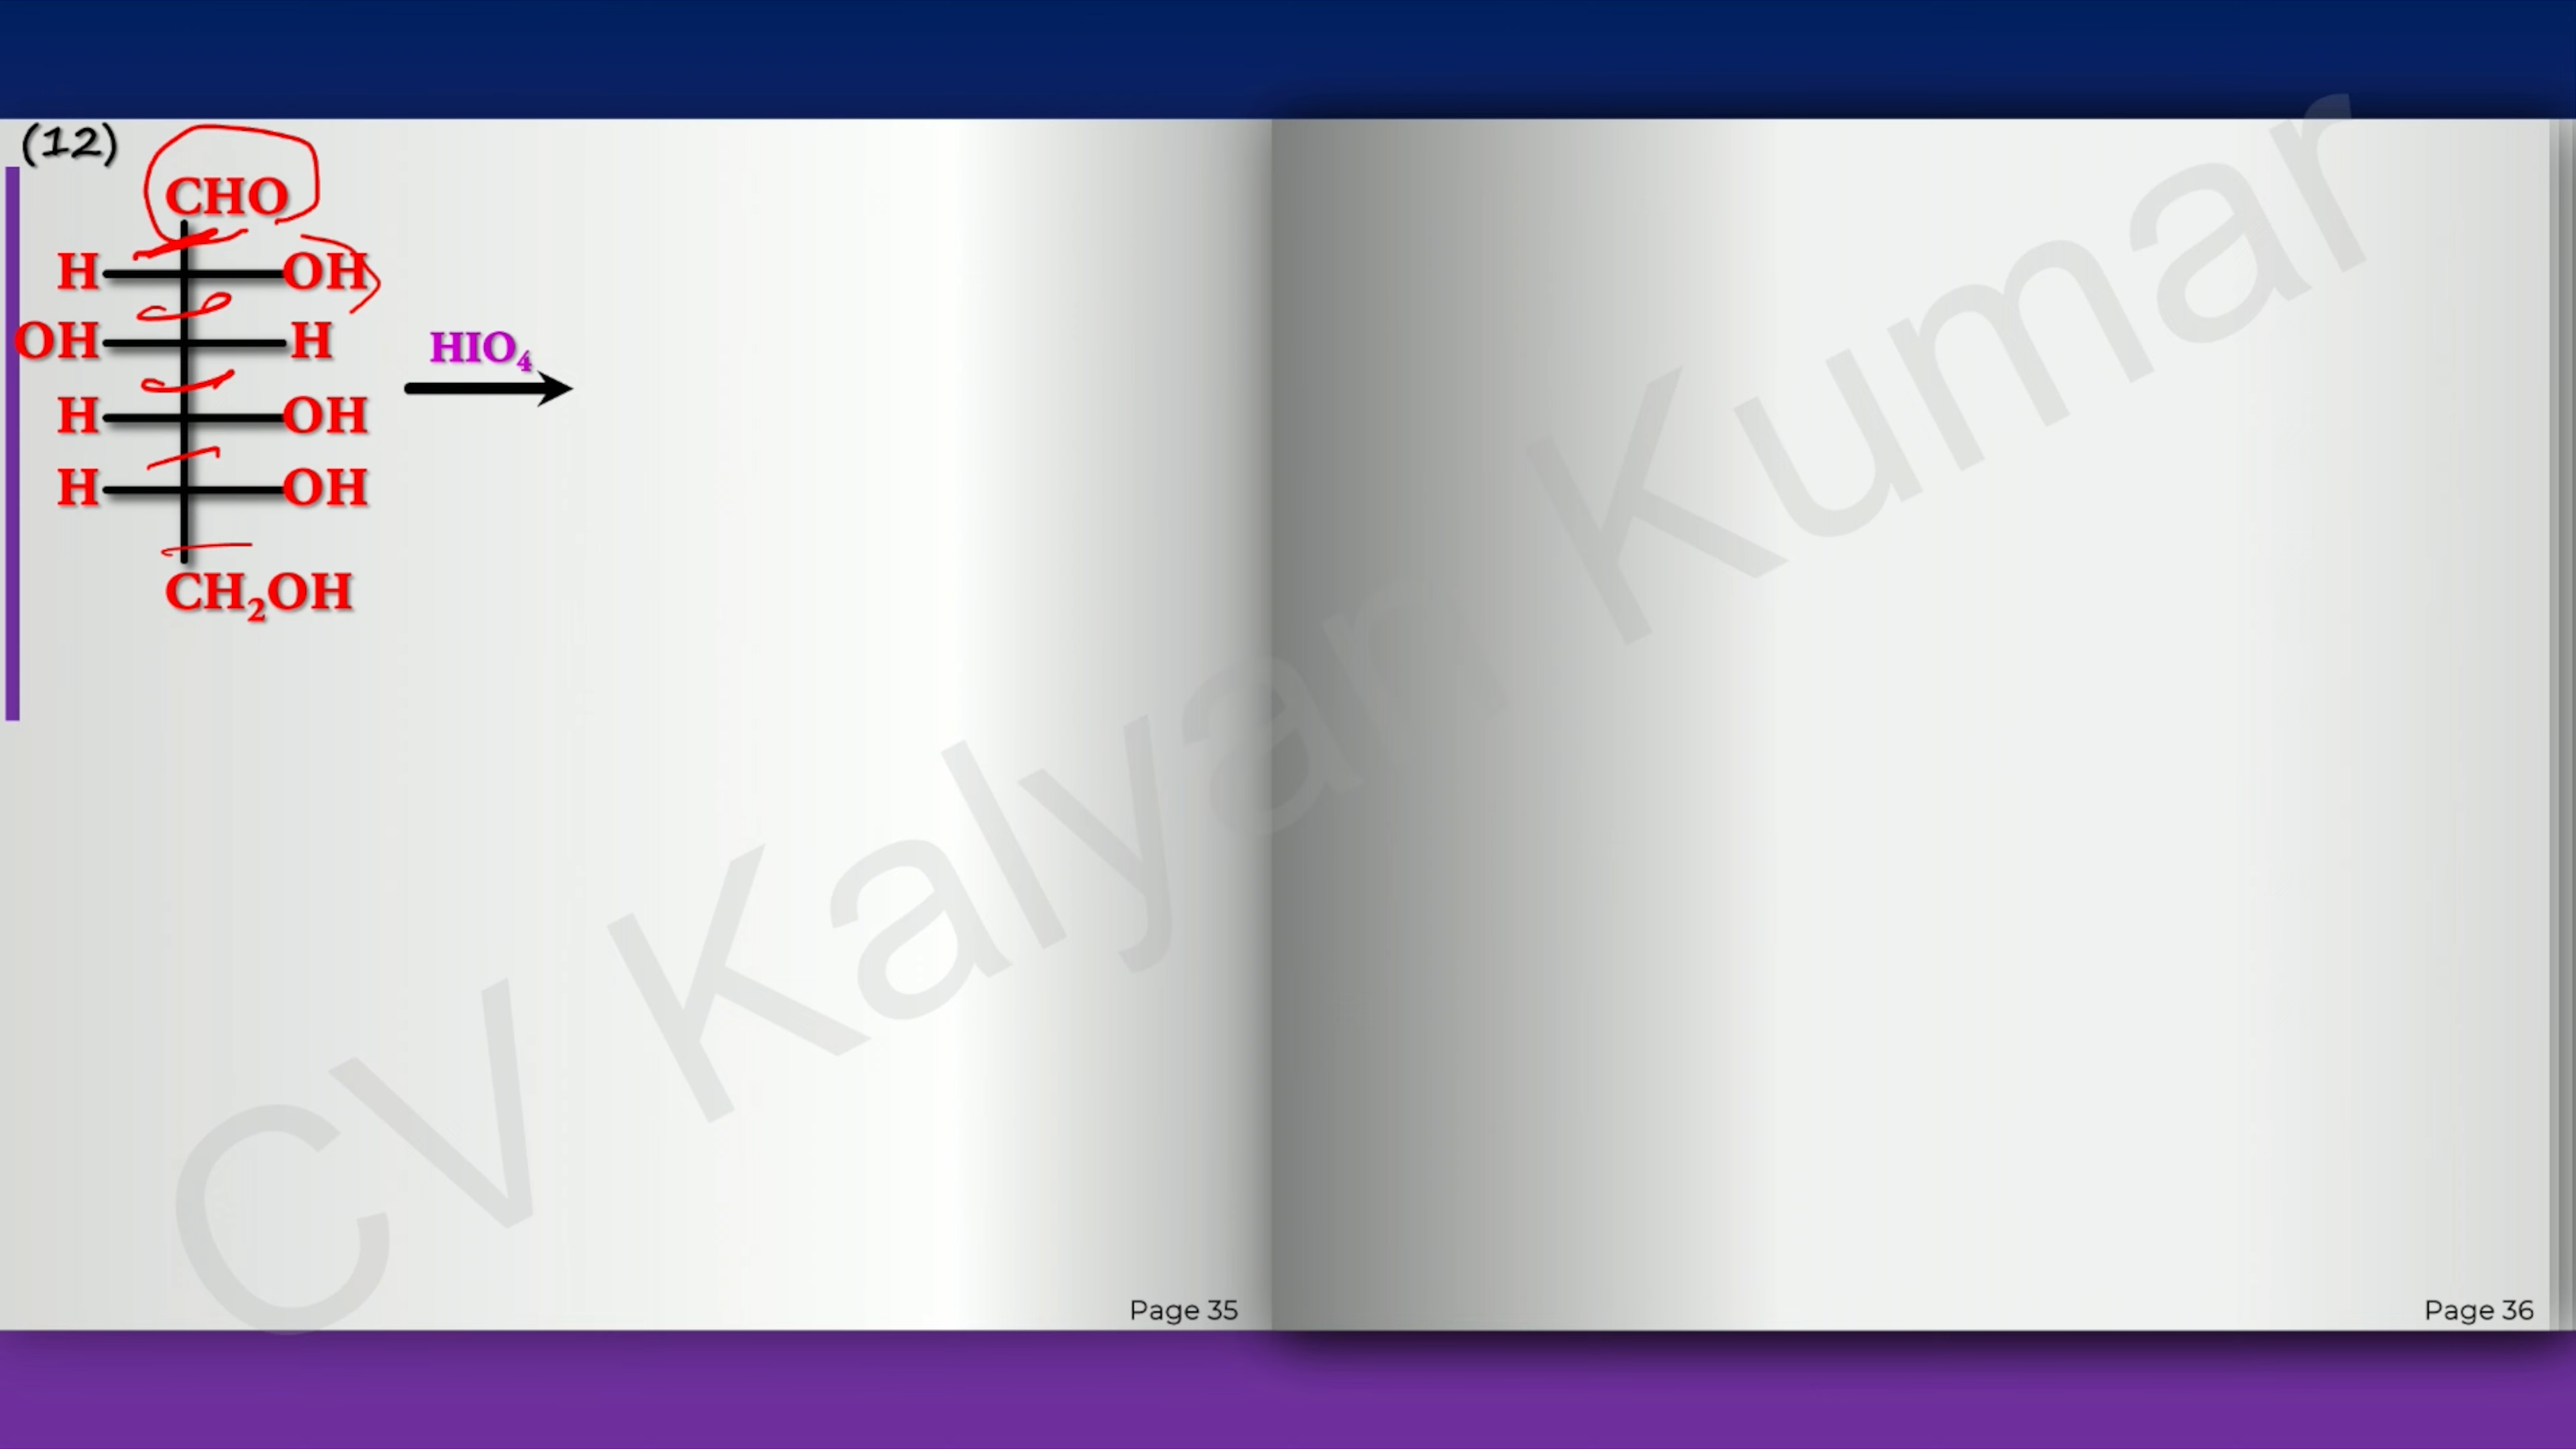 (12)
CHO
H OH
OH H
HIO₄
H OH
H OH
CH₂OH
CV Kalyan Kumar
Page 35
Page 36